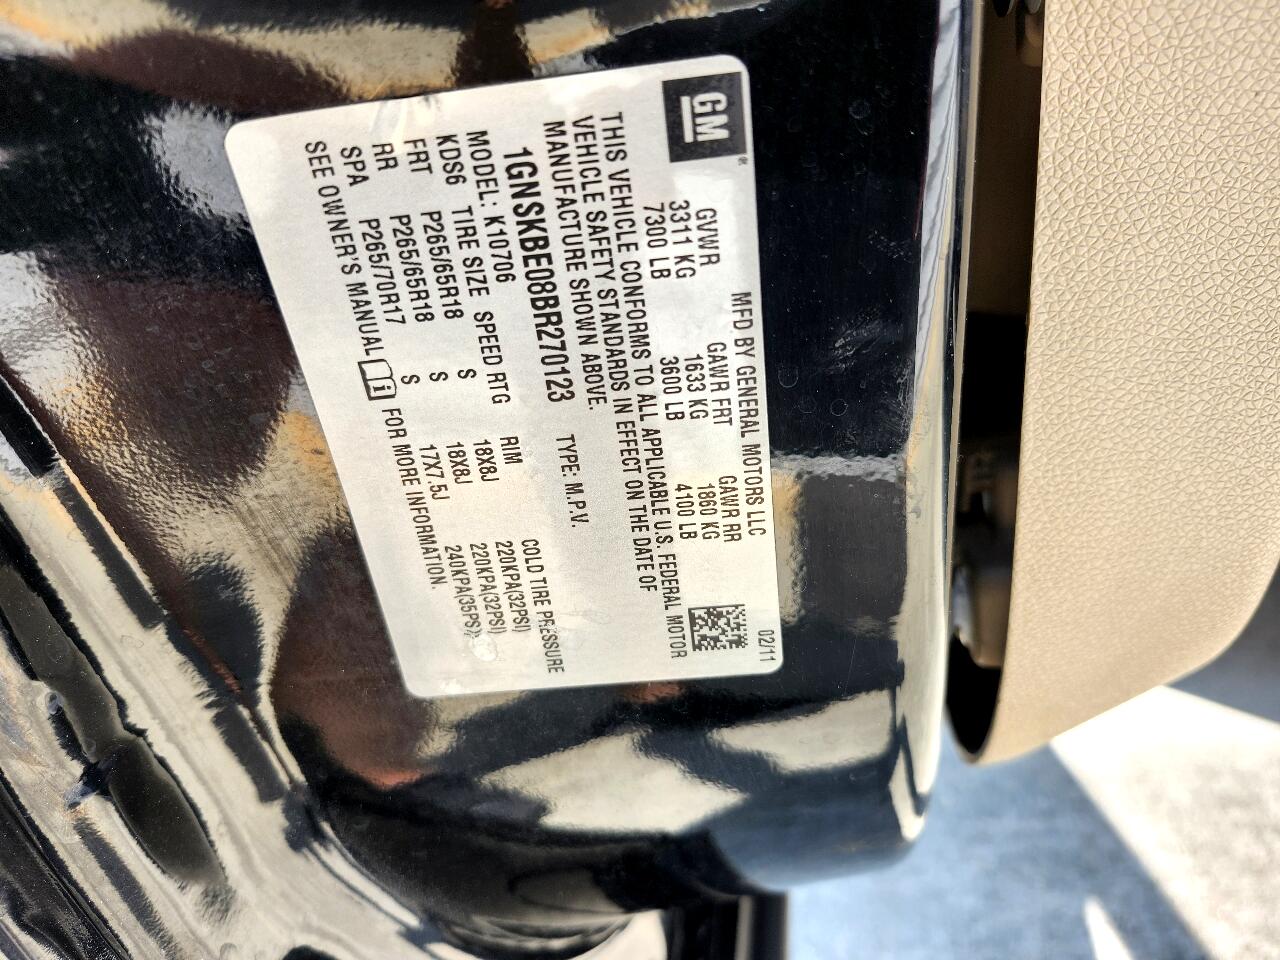 GM
MFD BY GENERAL MOTORS LLC 02/11
GVWR GAWR FRT GAWR RR
3311 KG 1633 KG 1860 KG
7300 LB 3600 LB 4100 LB
THIS VEHICLE CONFORMS TO ALL APPLICABLE U.S. FEDERAL MOTOR
VEHICLE SAFETY STANDARDS IN EFFECT ON THE DATE OF
MANUFACTURE SHOWN ABOVE.
1GNSKBE08BR270123 TYPE: M.P.V.
MODEL: K10706
KDS6 TIRE SIZE SPEED RTG RIM COLD TIRE PRESSURE
FRT P265/65R18 S 18X8J 220KPA(32PSI)
RR P265/65R18 S 18X8J 220KPA(32PSI)
SPA P265/70R17 S 17X7.5J 240KPA(35PSI)
SEE OWNER'S MANUAL i FOR MORE INFORMATION.